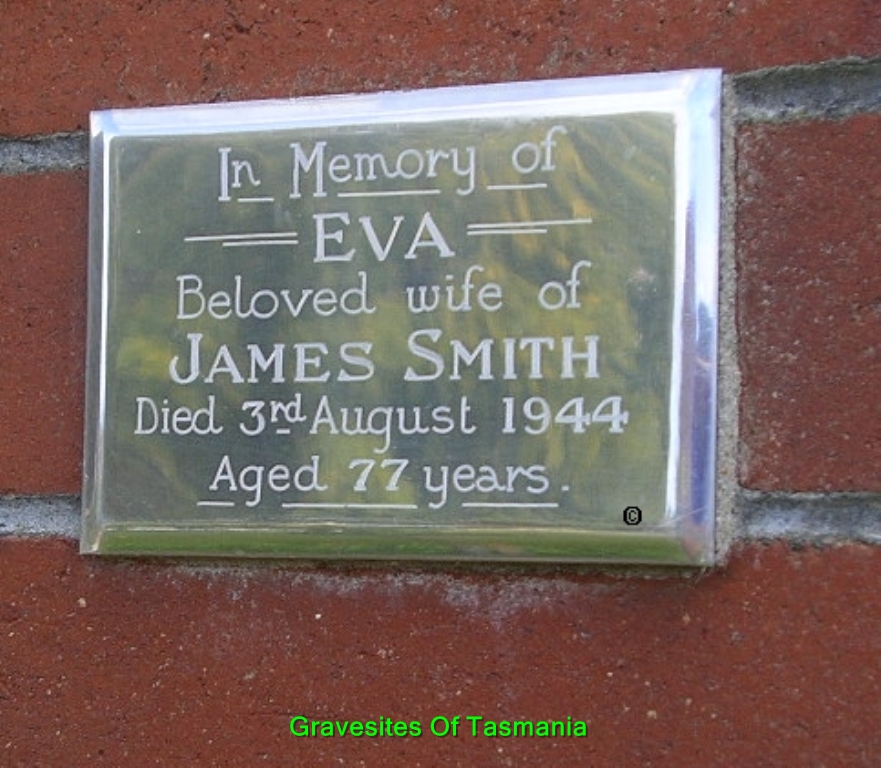 In Memory of
EVA
Beloved wife of
JAMES SMITH
Died 3rd August 1944
Aged 77 years.
©
Gravesites Of Tasmania